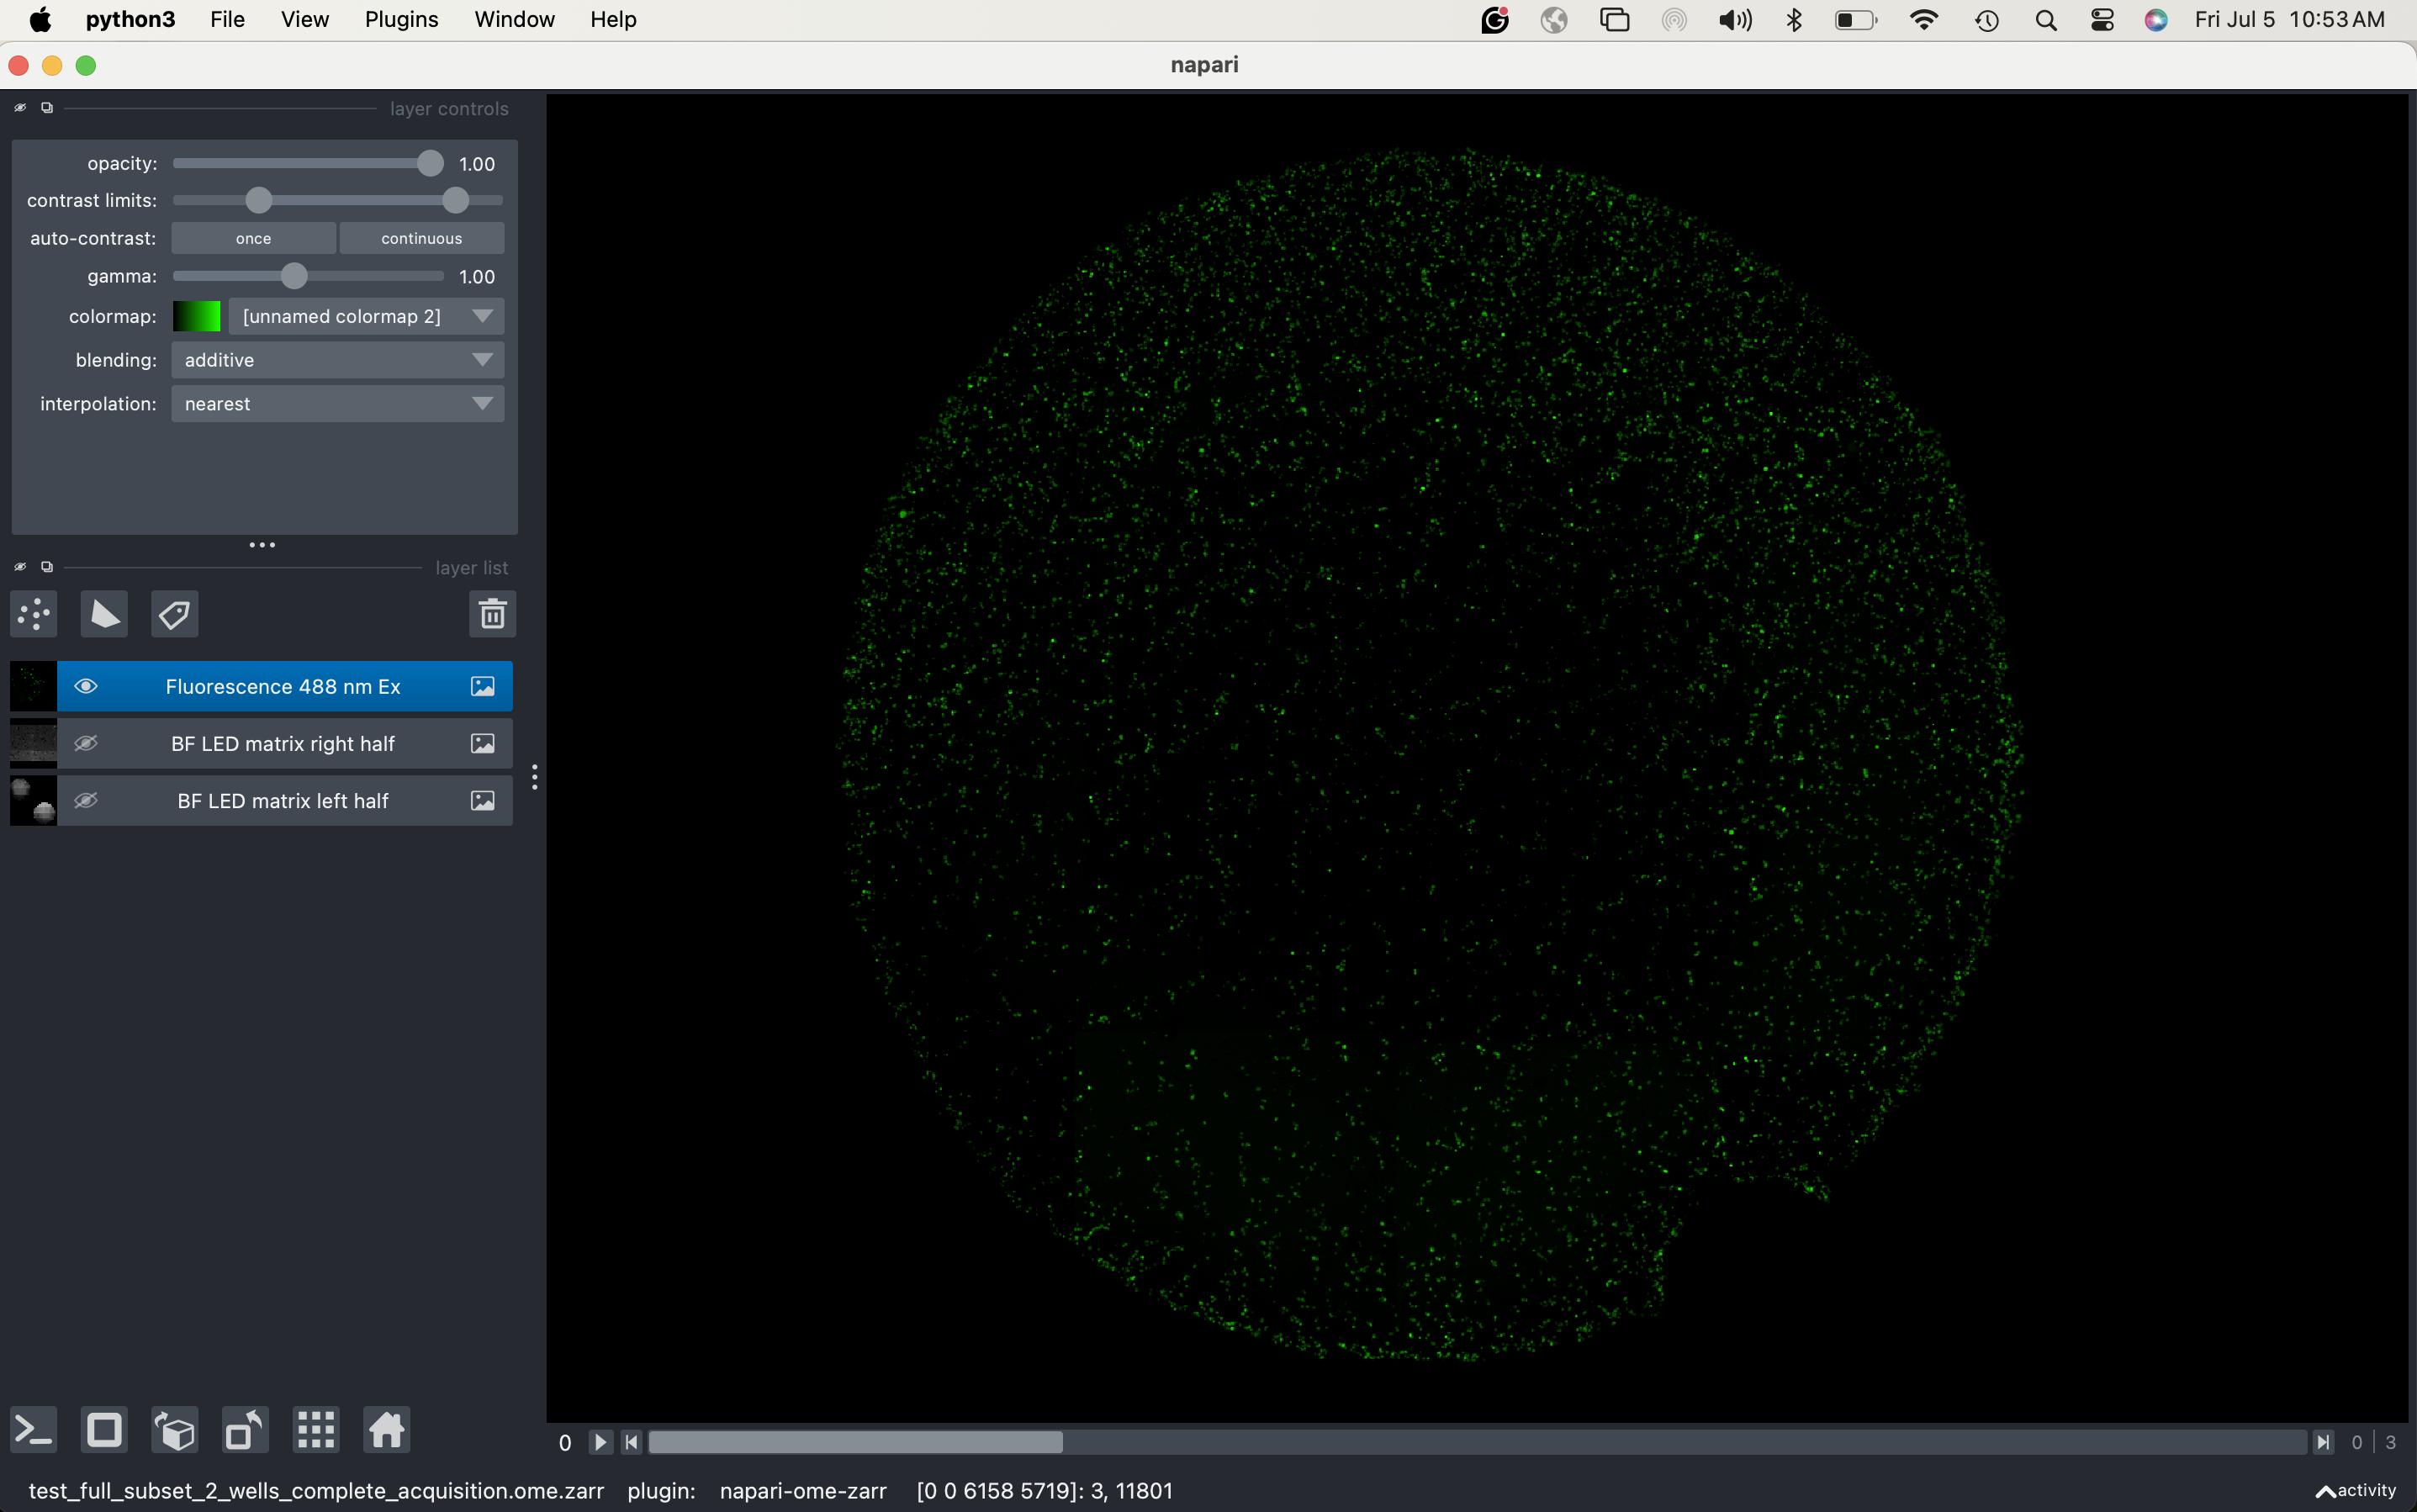 python3 File View Plugins Window Help Fri Jul 5 10:53 AM
napari
layer controls
opacity: 1.00
contrast limits:
auto-contrast: once continuous
gamma: 1.00
colormap: [unnamed colormap 2]
blending: additive
interpolation: nearest
layer list
Fluorescence 488 nm Ex
BF LED matrix right half
BF LED matrix left half
0 0 3
test_full_subset_2_wells_complete_acquisition.ome.zarr plugin: napari-ome-zarr [0 0 6158 5719]: 3, 11801 activity